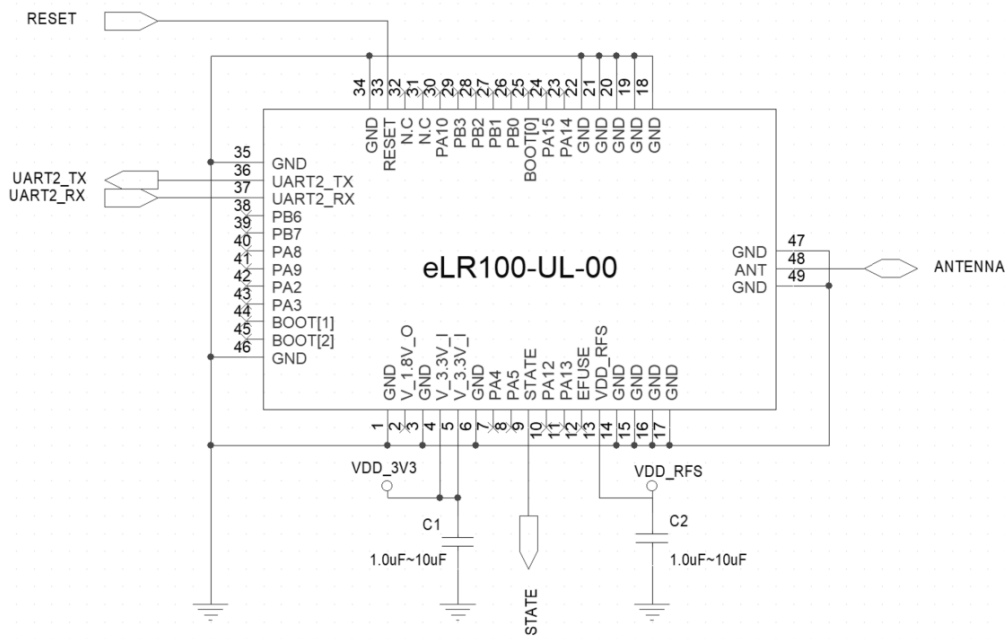 RESET
34
33
32
31
30
29
28
27
26
25
24
23
22
21
20
19
18
GND
RESET
N.C
N.C
PA10
PB3
PB2
PB1
PB0
BOOT[0]
PA15
PA14
GND
GND
GND
GND
GND
35
GND
UART2_TX
36
UART2_TX
UART2_RX
37
UART2_RX
38
PB6
39
PB7
40
PA8
41
PA9
42
PA2
43
PA3
44
BOOT[1]
45
BOOT[2]
46
GND
eLR100-UL-00
GND
47
ANT
48
ANTENNA
GND
49
GND
V_1.8V_O
GND
V_3.3V_I
V_3.3V_I
GND
PA4
PA5
STATE
PA12
PA13
EFUSE
VDD_RFS
GND
GND
GND
GND
1
2
3
4
5
6
7
8
9
10
11
12
13
14
15
16
17
VDD_3V3
VDD_RFS
C1
1.0uF~10uF
C2
1.0uF~10uF
STATE